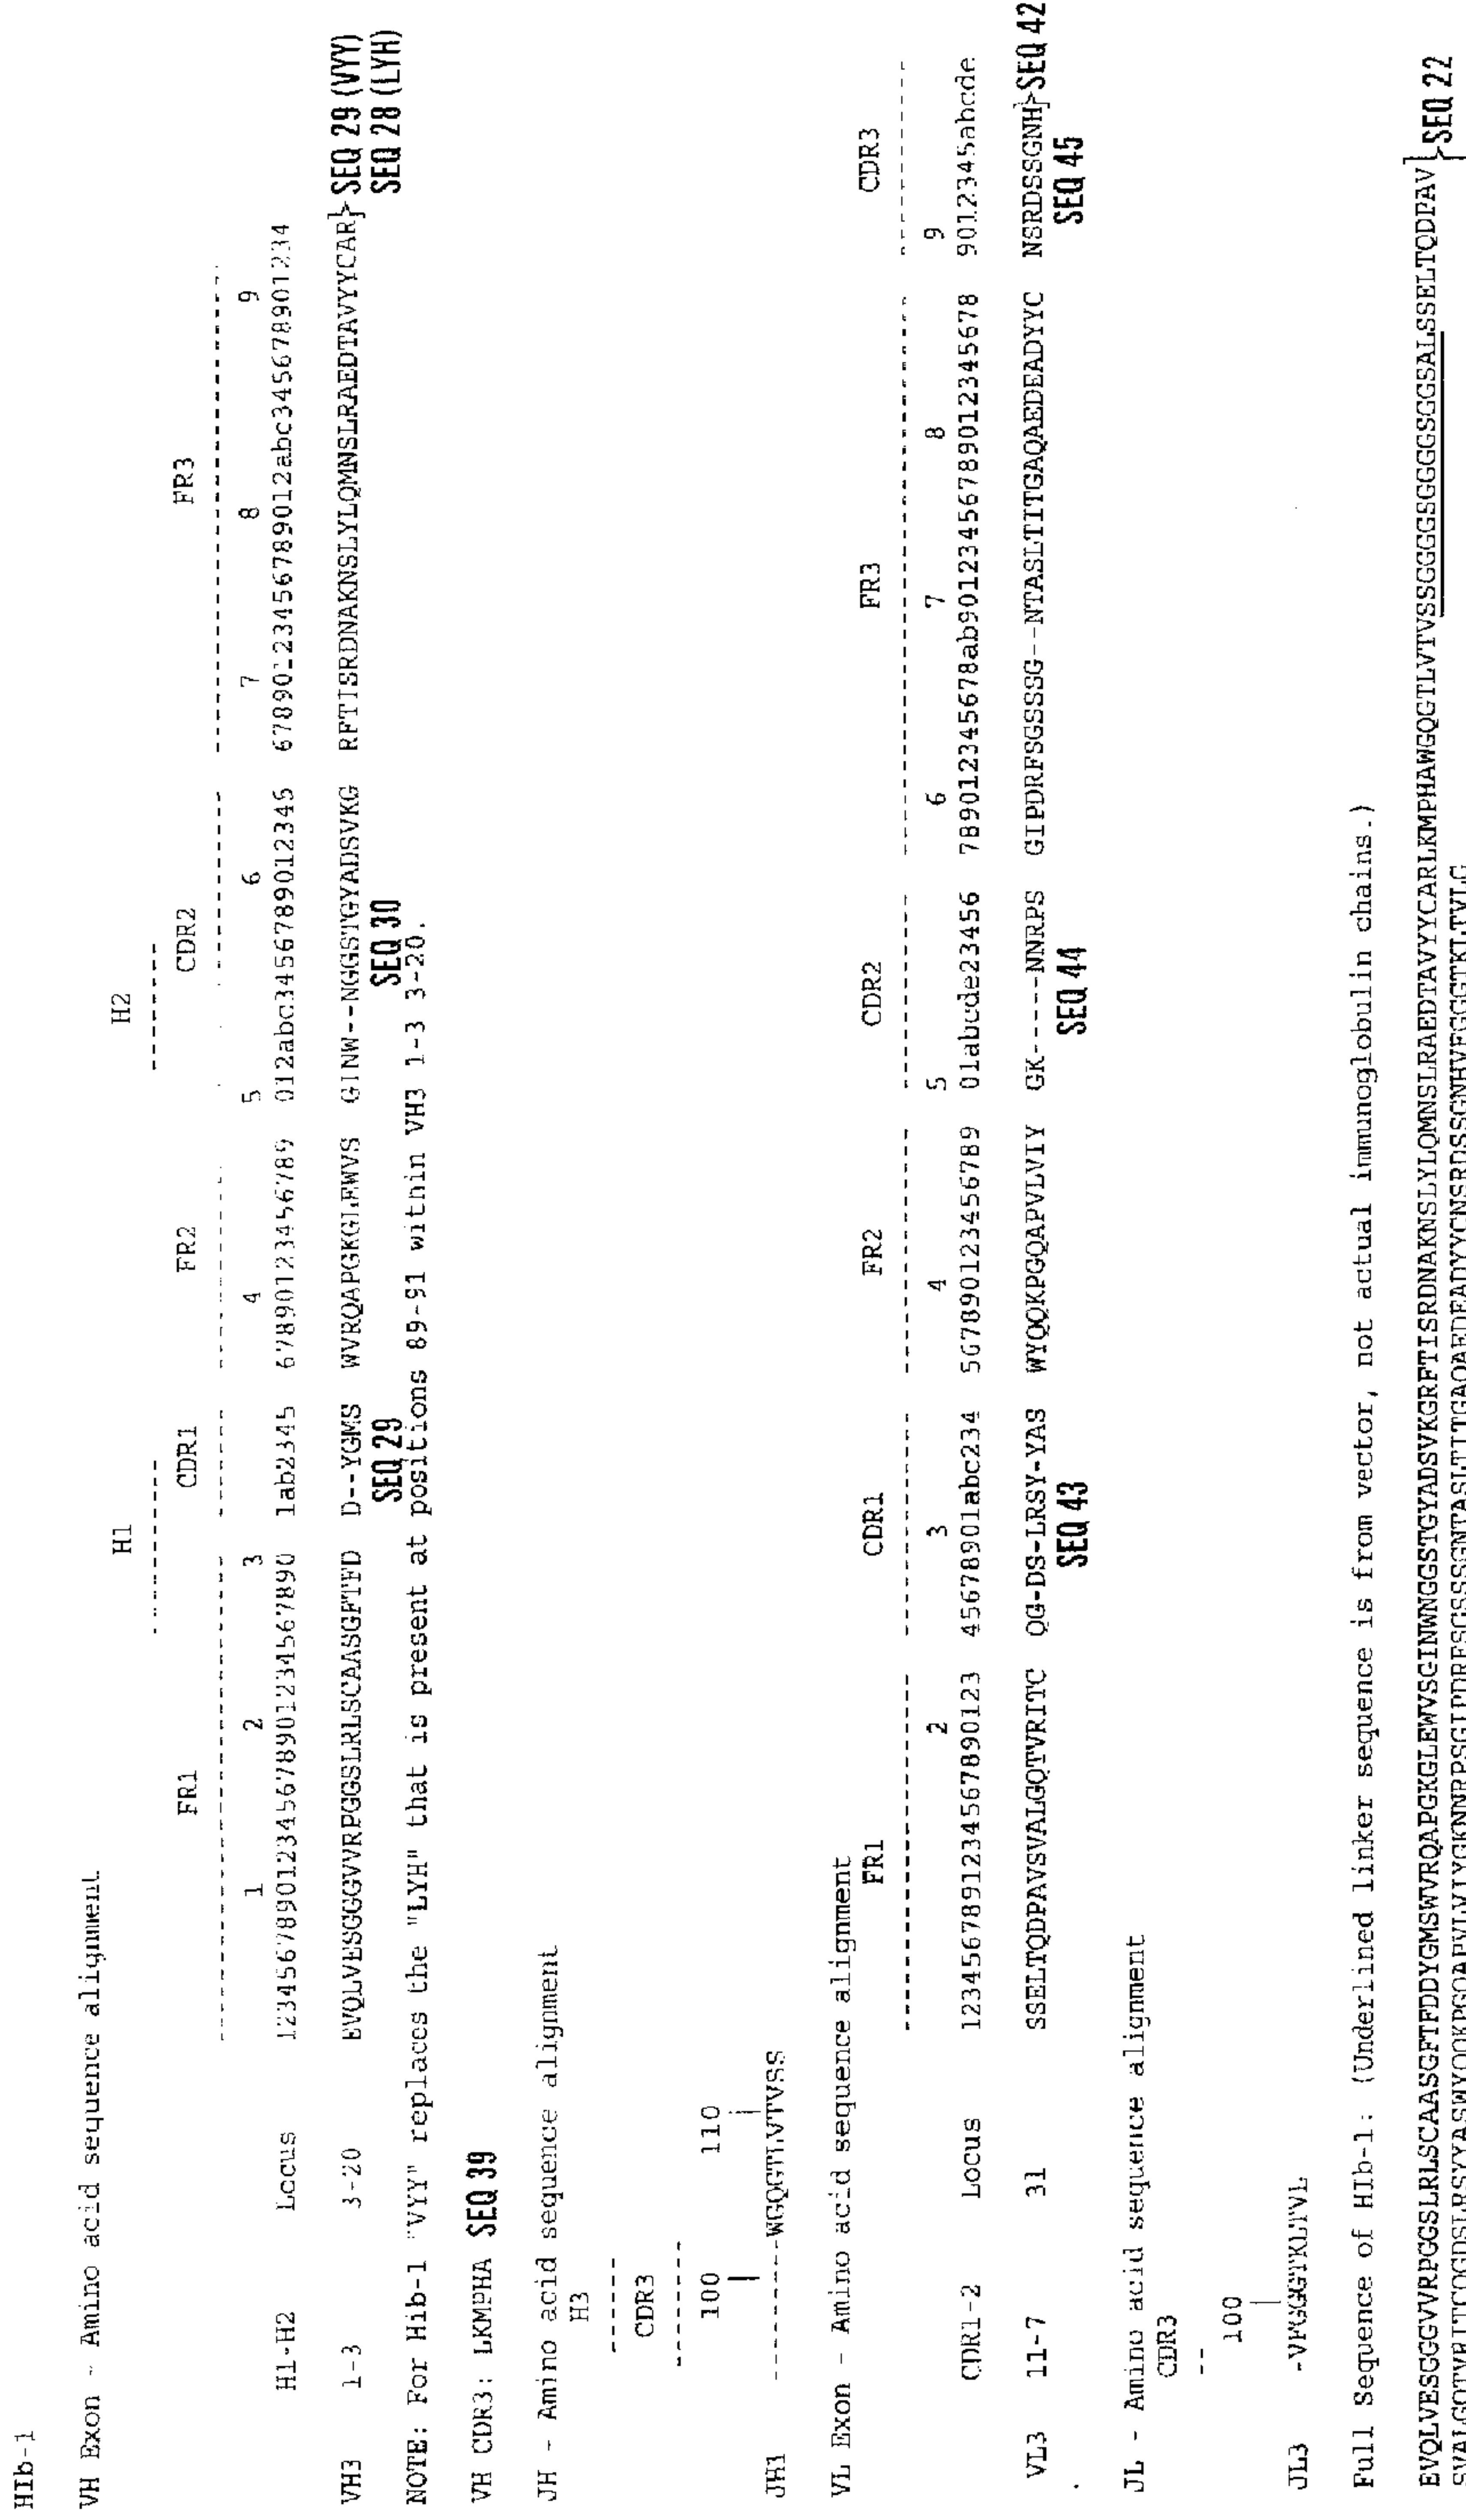 HIb-1
VH Exon - Amino acid sequence alignment
H1 H2
FR1 CDR1 FR2 CDR2 FR3
1 2 3 4 5 6 7 8 9
H1-H2 Locus 123456789012345678901234567890 1ab2345 67890123456789 012abc3456789012345 67890123456789012abc345678901234
VH3 1-3 3-20 EVQLVESGGGVVRPGGSLRLSCAASGFTFD D--YGMS WVRQAPGKGLEWVS GINW--NGGSTGYADSVKG RFTISRDNAKNSLYLQMNSLRAEDTAVYYCAR}SEQ 29 (VYY)
SEQ 29 SEQ 30 SEQ 28 (LYH)
NOTE: For Hib-1 "VYY" replaces the "LYH" that is present at positions 89-91 within VH3 1-3 3-20.
VH CDR3: LKMPHA SEQ 39
JH - Amino acid sequence alignment
H3
CDR3
100 110
JH1 --------WGQGTLVTVSS
VL Exon - Amino acid sequence alignment
FR1 CDR1 FR2 CDR2 FR3 CDR3
2 3 4 5 6 7 8 9
CDR1-2 Locus 1234567891234567890123 45678901abc234 567890123456789 01abcde23456 789012345678ab90123456789012345678 9012345abcde
VL3 11-7 31 SSELTQDPAVSVALGQTVRITC QG-DS-LRSY-YAS WYQQKPGQAPVLVIY GK-----NNRPS GIPDRFSGSSSG--NTASLTITGAQAEDEADYYC NSRDSSGNH}SEQ 42
SEQ 43 SEQ 44 SEQ 45
JL - Amino acid sequence alignment
CDR3
100
JL3 -VFGGGTKLTVL
Full Sequence of HIb-1: (Underlined linker sequence is from vector, not actual immunoglobulin chains.)
EVQLVESGGGVVRPGGSLRLSCAASGFTFDDYGMSWVRQAPGKGLEWVSGINWNGGSTGYADSVKGRFTISRDNAKNSLYLQMNSLRAEDTAVYYCARLKMPHAWGQGTLVTVSSGGGGSGGGGSGGSALSSELTQDPAV}SEQ 22
SVALGQTVRITCQGDSLRSYYASWYQQKPGQAPVLVIYGKNNRPSGIPDRFSGSSSGNTASLTITGAQAEDEADYYCNSRDSSGNHVFGGGTKLTVLG